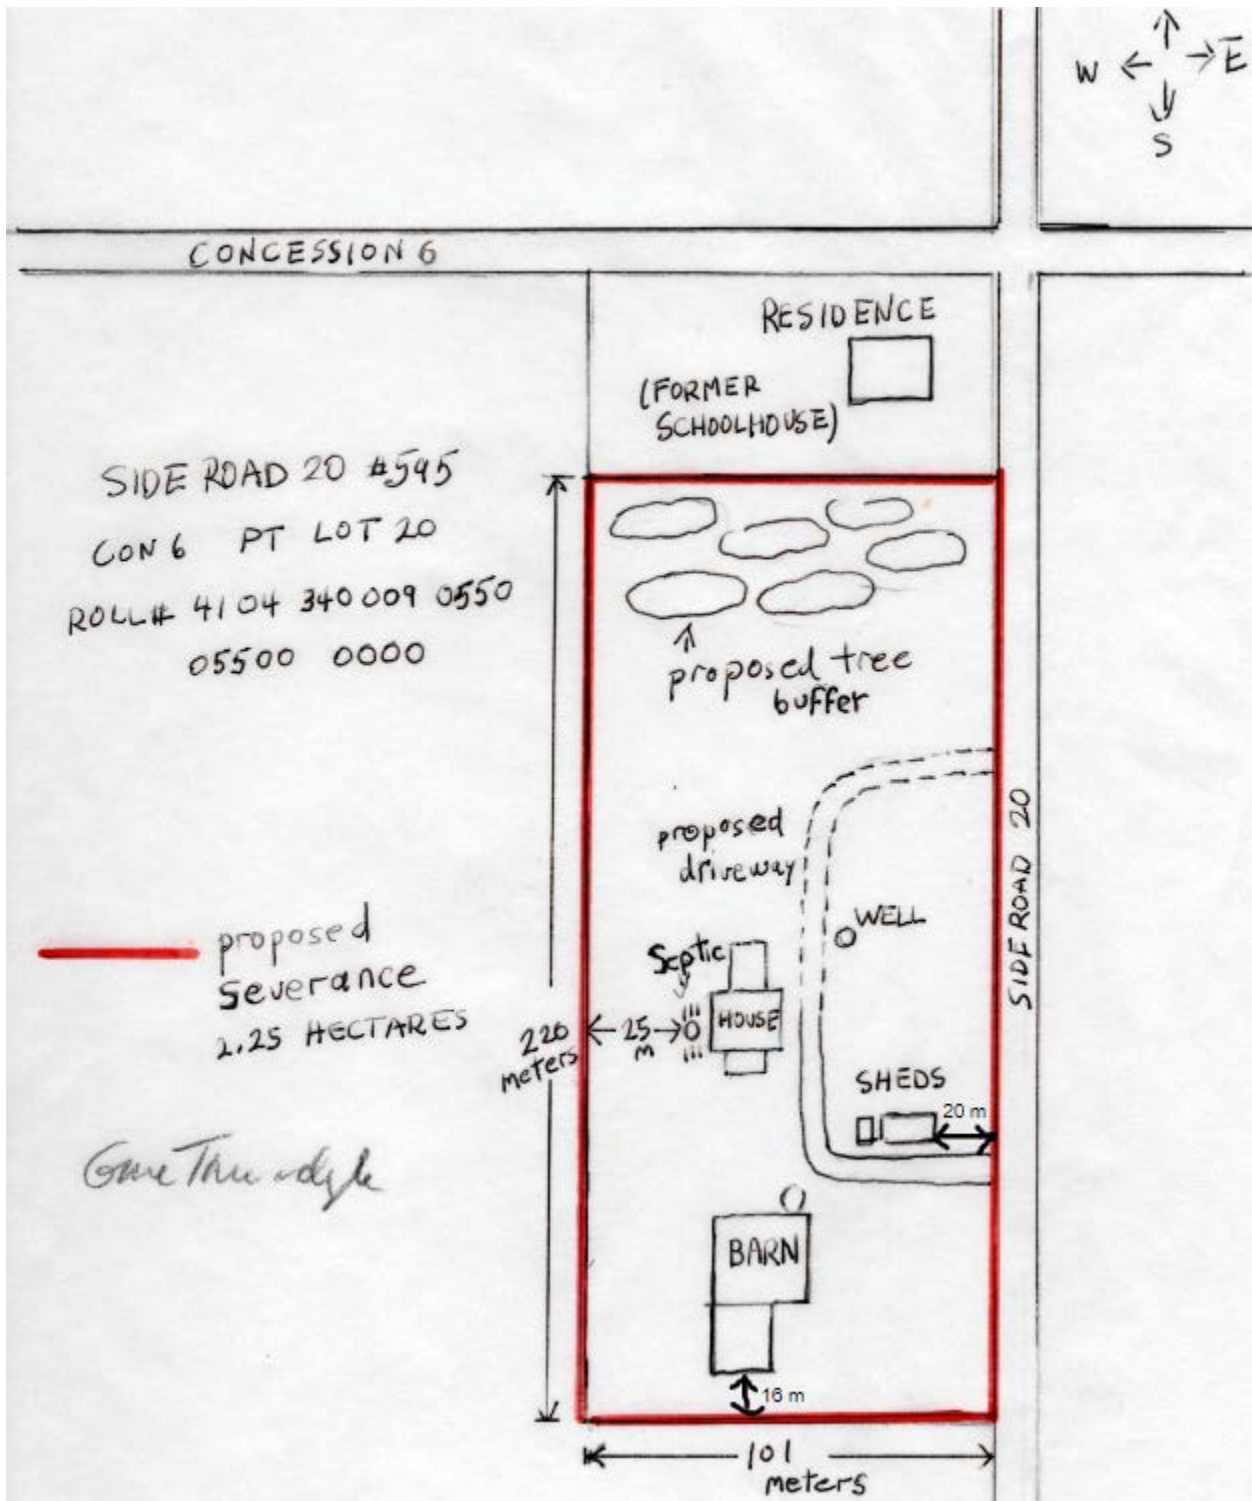 W E
S
CONCESSION 6
RESIDENCE
(FORMER
SCHOOLHOUSE)
SIDE ROAD 20 #595
CON 6 PT LOT 20
ROLL# 4104 340 009 0550
05500 0000
proposed tree
buffer
proposed
driveway
SIDE ROAD 20
WELL
Septic
HOUSE
25
m
220
meters
proposed
Severance
2.25 HECTARES
SHEDS
20 m
BARN
16 m
101
meters